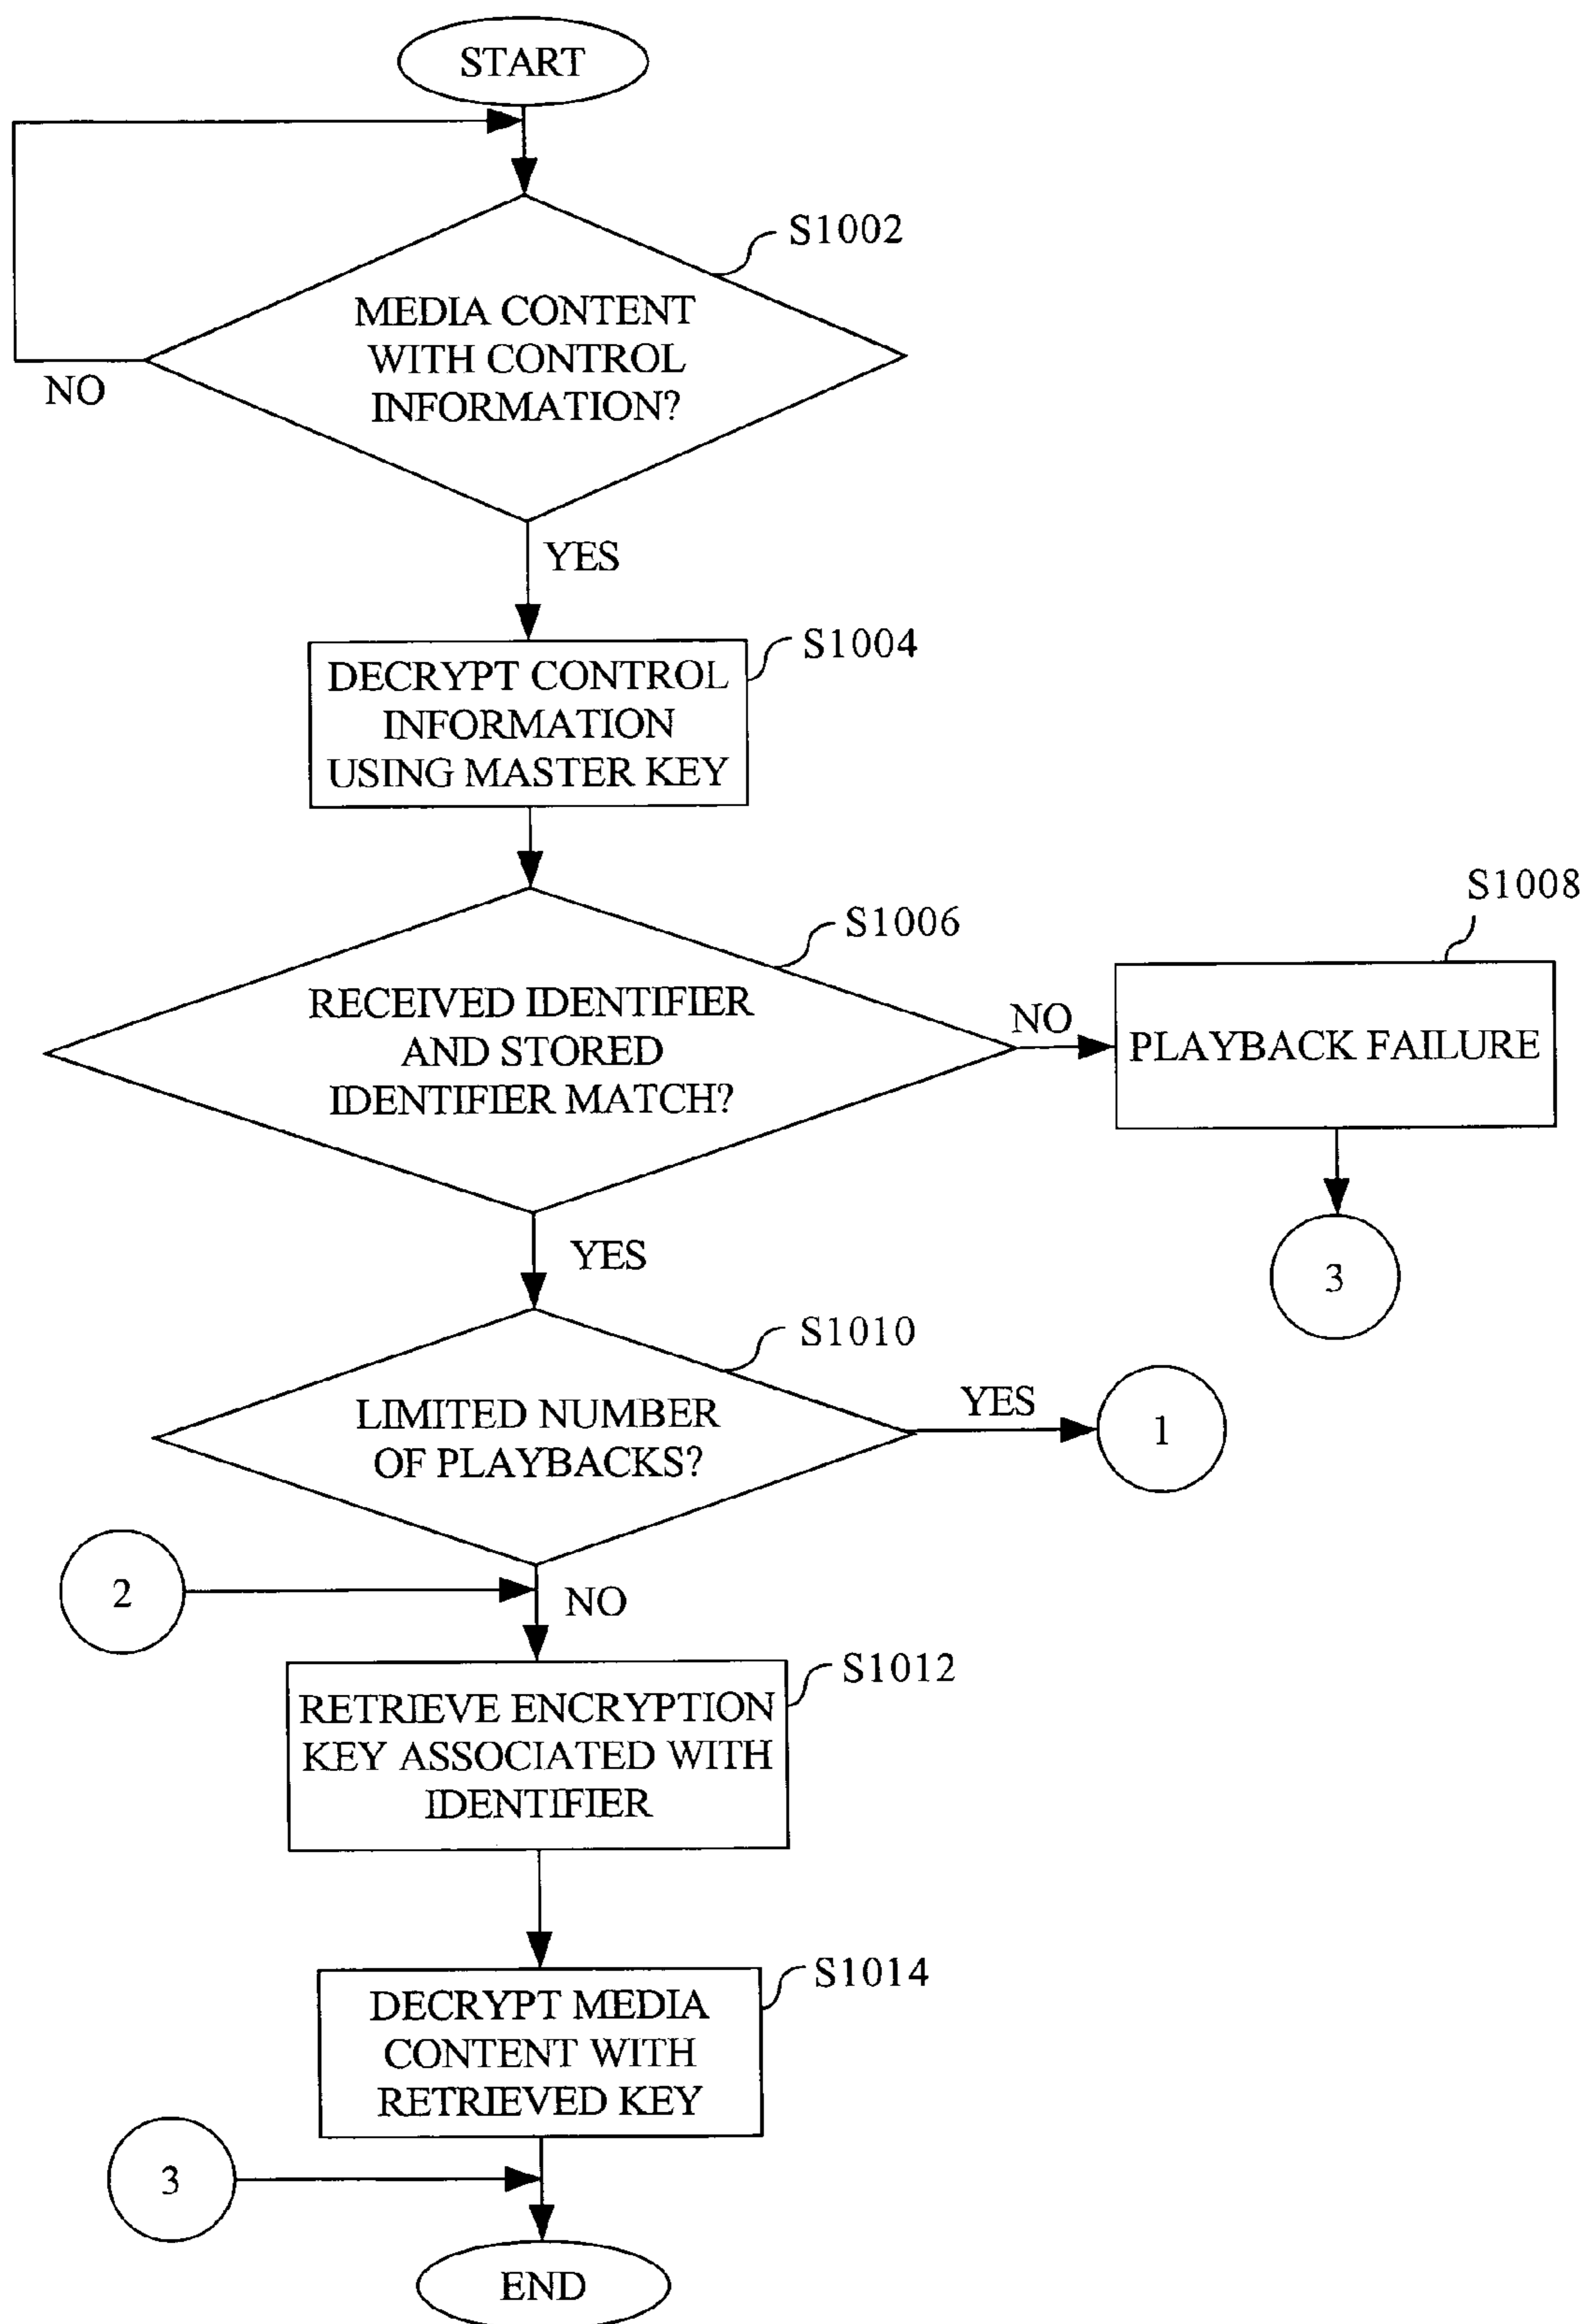 START
S1002
MEDIA CONTENT
WITH CONTROL
INFORMATION?
NO
YES
S1004
DECRYPT CONTROL
INFORMATION
USING MASTER KEY
S1008
S1006
RECEIVED IDENTIFIER
AND STORED
IDENTIFIER MATCH?
NO
PLAYBACK FAILURE
YES
3
S1010
LIMITED NUMBER
OF PLAYBACKS?
YES
1
2
NO
S1012
RETRIEVE ENCRYPTION
KEY ASSOCIATED WITH
IDENTIFIER
S1014
DECRYPT MEDIA
CONTENT WITH
RETRIEVED KEY
3
END